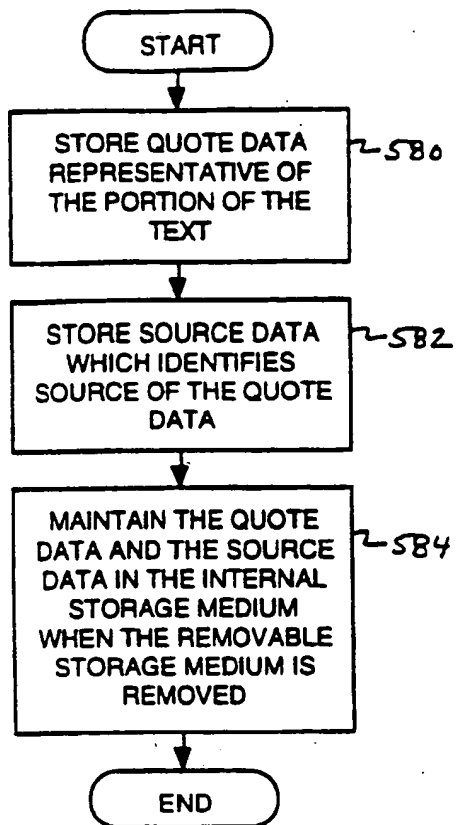 START
STORE QUOTE DATA
REPRESENTATIVE OF
THE PORTION OF THE
TEXT
580
STORE SOURCE DATA
WHICH IDENTIFIES
SOURCE OF THE QUOTE
DATA
582
MAINTAIN THE QUOTE
DATA AND THE SOURCE
DATA IN THE INTERNAL
STORAGE MEDIUM
WHEN THE REMOVABLE
STORAGE MEDIUM IS
REMOVED
584
END